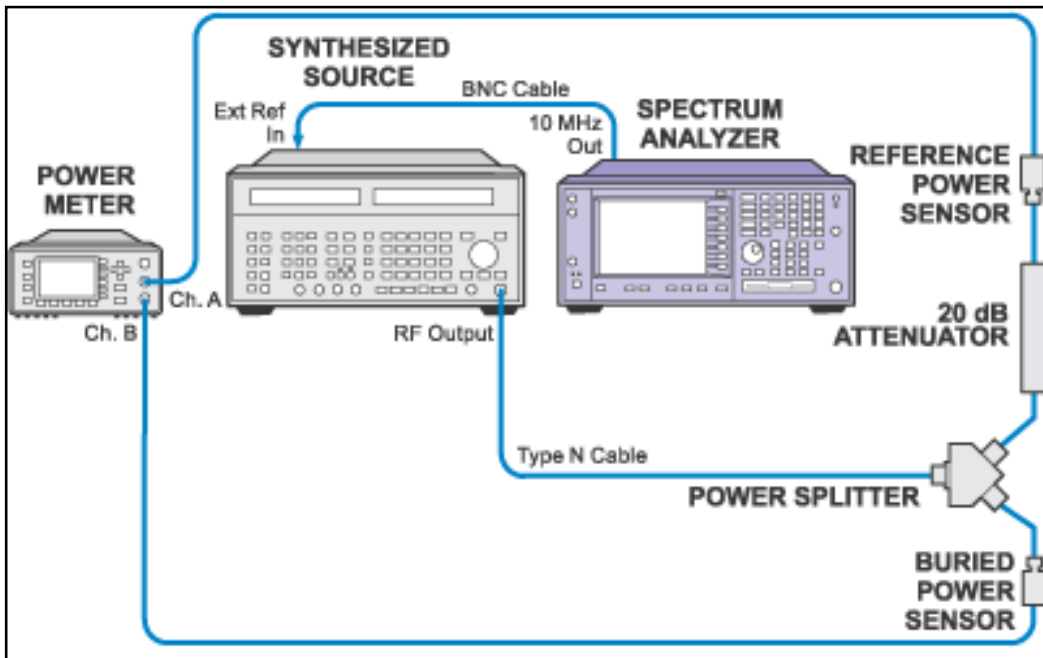 SYNTHESIZED
SOURCE
BNC Cable
Ext Ref
In
10 MHz
Out
SPECTRUM
ANALYZER
REFERENCE
POWER
SENSOR
POWER
METER
Ch. A
Ch. B
RF Output
20 dB
ATTENUATOR
Type N Cable
POWER SPLITTER
BURIED
POWER
SENSOR